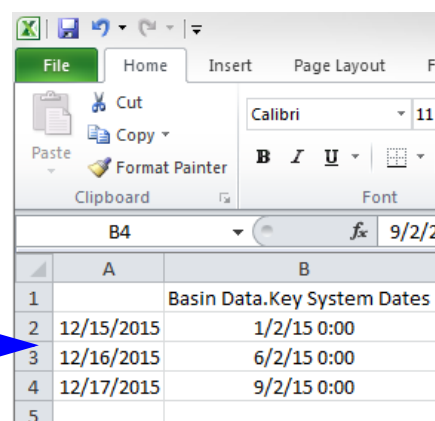 File Home Insert Page Layout F
Cut
Calibri 11
Copy
Paste
B I U
Format Painter
Clipboard Font
B4 fx 9/2/2
A B
1 Basin Data.Key System Dates
2 12/15/2015 1/2/15 0:00
3 12/16/2015 6/2/15 0:00
4 12/17/2015 9/2/15 0:00
5